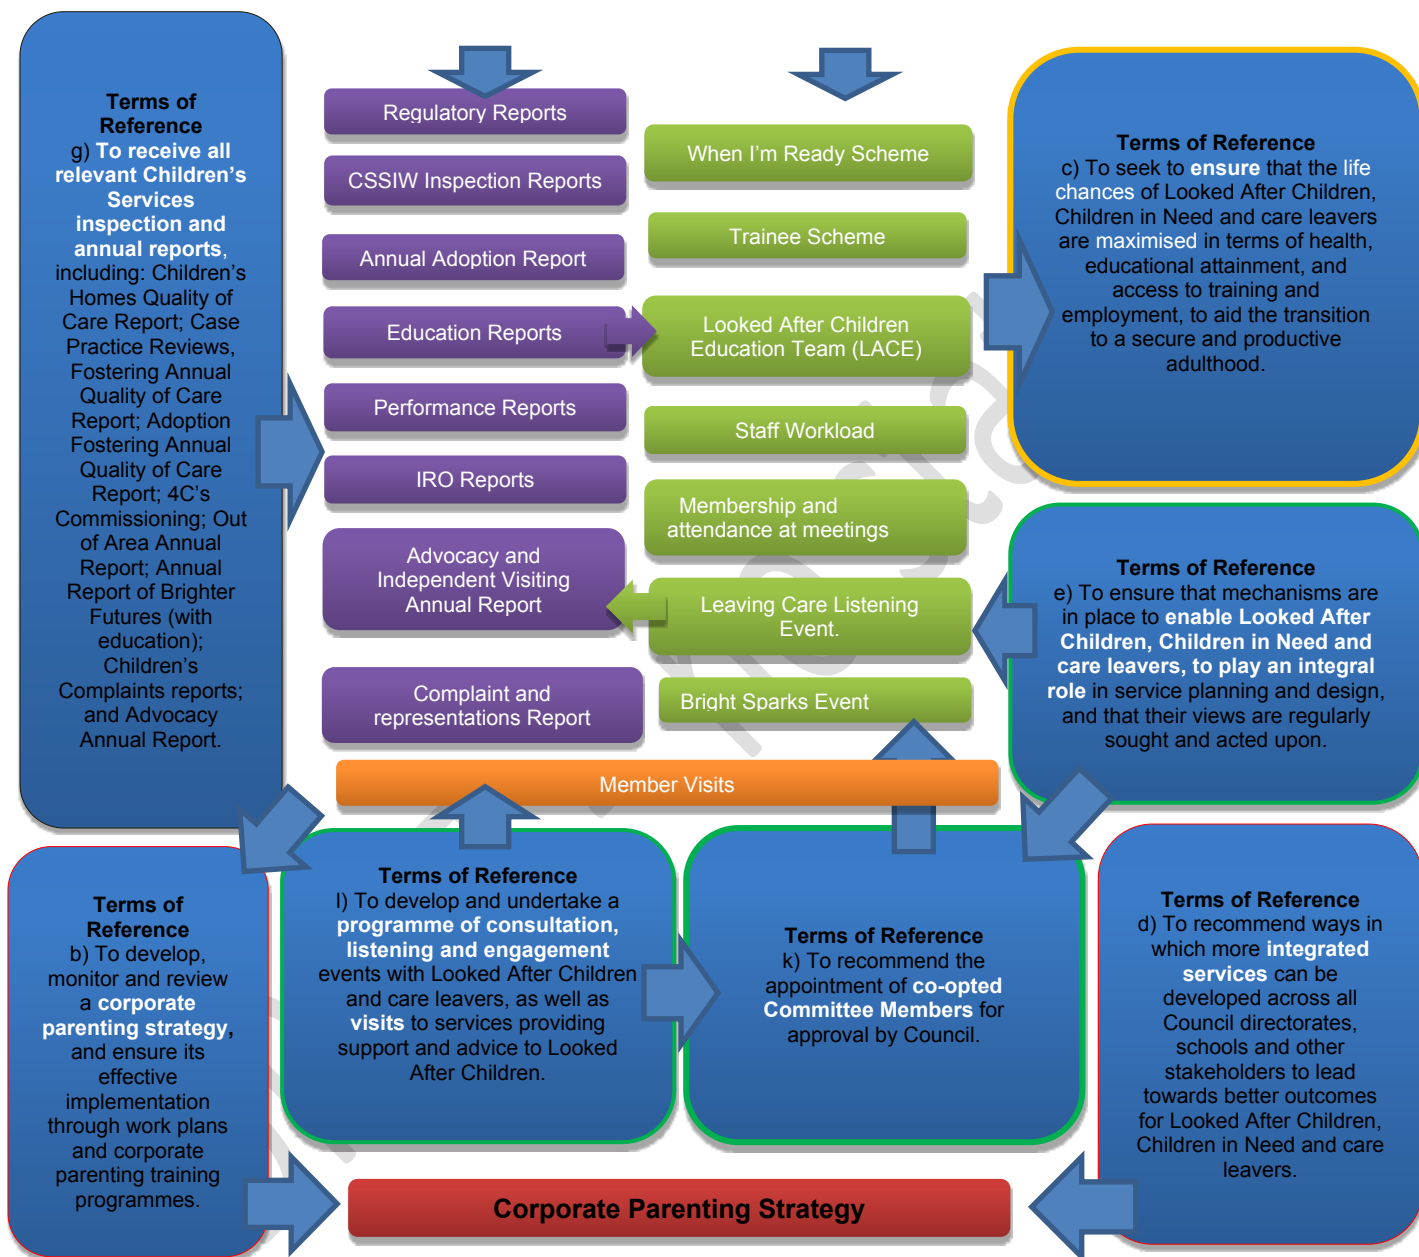 Terms of
Reference
g) To receive all
relevant Children's
Services
inspection and
annual reports,
including: Children's
Homes Quality of
Care Report; Case
Practice Reviews,
Fostering Annual
Quality of Care
Report; Adoption
Fostering Annual
Quality of Care
Report; 4C's
Commissioning; Out
of Area Annual
Report; Annual
Report of Brighter
Futures (with
education);
Children's
Complaints reports;
and Advocacy
Annual Report.
Regulatory Reports
CSSIW Inspection Reports
Annual Adoption Report
Education Reports
Performance Reports
IRO Reports
Advocacy and
Independent Visiting
Annual Report
Complaint and
representations Report
When I'm Ready Scheme
Trainee Scheme
Looked After Children
Education Team (LACE)
Staff Workload
Membership and
attendance at meetings
Leaving Care Listening
Event.
Bright Sparks Event
Member Visits
Terms of Reference
c) To seek to ensure that the life
chances of Looked After Children,
Children in Need and care leavers
are maximised in terms of health,
educational attainment, and
access to training and
employment, to aid the transition
to a secure and productive
adulthood.
Terms of Reference
e) To ensure that mechanisms are
in place to enable Looked After
Children, Children in Need and
care leavers, to play an integral
role in service planning and design,
and that their views are regularly
sought and acted upon.
Terms of
Reference
b) To develop,
monitor and review
a corporate
parenting strategy,
and ensure its
effective
implementation
through work plans
and corporate
parenting training
programmes.
Terms of Reference
l) To develop and undertake a
programme of consultation,
listening and engagement
events with Looked After Children
and care leavers, as well as
visits to services providing
support and advice to Looked
After Children.
Terms of Reference
k) To recommend the
appointment of co-opted
Committee Members for
approval by Council.
Terms of Reference
d) To recommend ways in
which more integrated
services can be
developed across all
Council directorates,
schools and other
stakeholders to lead
towards better outcomes
for Looked After Children,
Children in Need and care
leavers.
Corporate Parenting Strategy